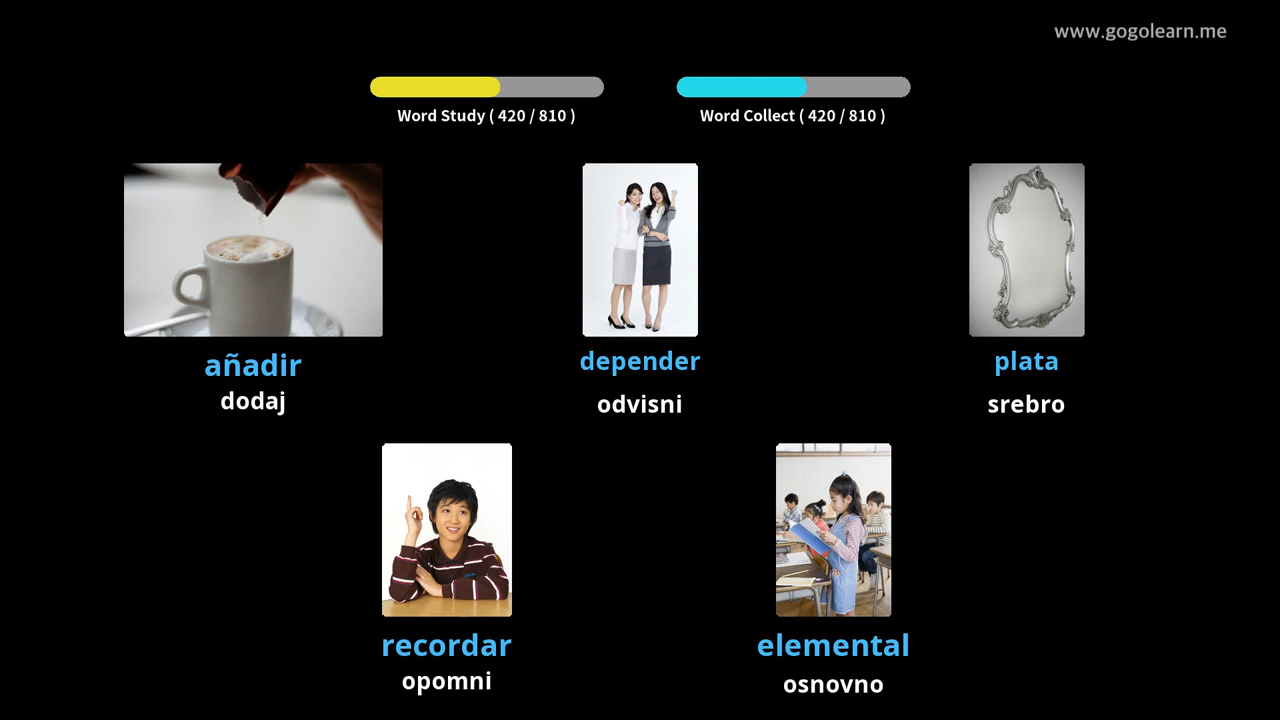 www.gogolearn.me
Word Study ( 420 / 810 )
Word Collect ( 420 / 810 )
añadir
dodaj
depender
odvisni
plata
srebro
recordar
opomni
elemental
osnovno